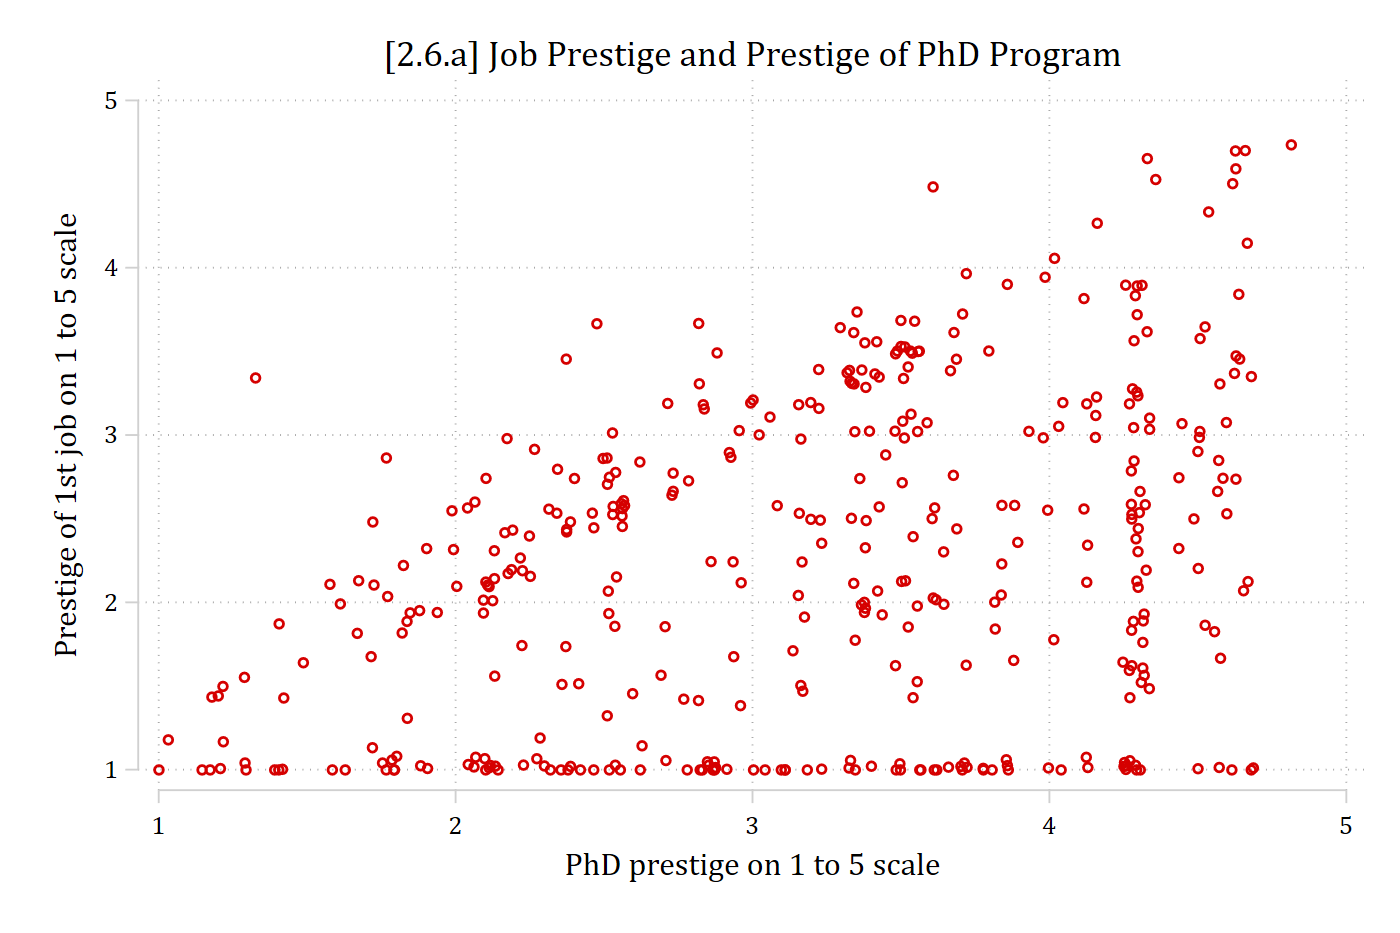 [2.6.a] Job Prestige and Prestige of PhD Program
Prestige of 1st job on 1 to 5 scale
5
4
3
2
1
1 2 3 4 5
PhD prestige on 1 to 5 scale